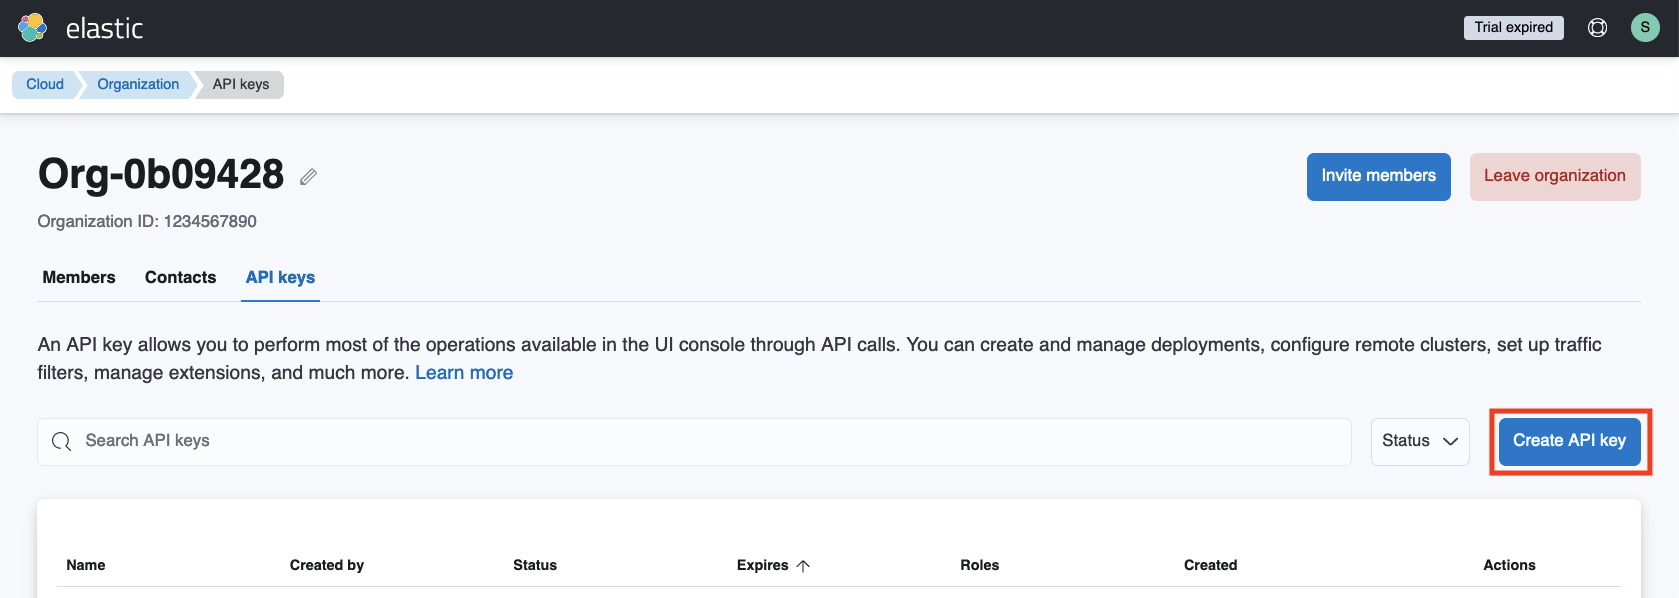 elastic
Trial expired
S
Cloud
Organization
API keys
Org-0b09428
Invite members
Leave organization
Organization ID: 1234567890
Members
Contacts
API keys
An API key allows you to perform most of the operations available in the UI console through API calls. You can create and manage deployments, configure remote clusters, set up traffic
filters, manage extensions, and much more. Learn more
Search API keys
Status
Create API key
Name
Created by
Status
Expires
Roles
Created
Actions